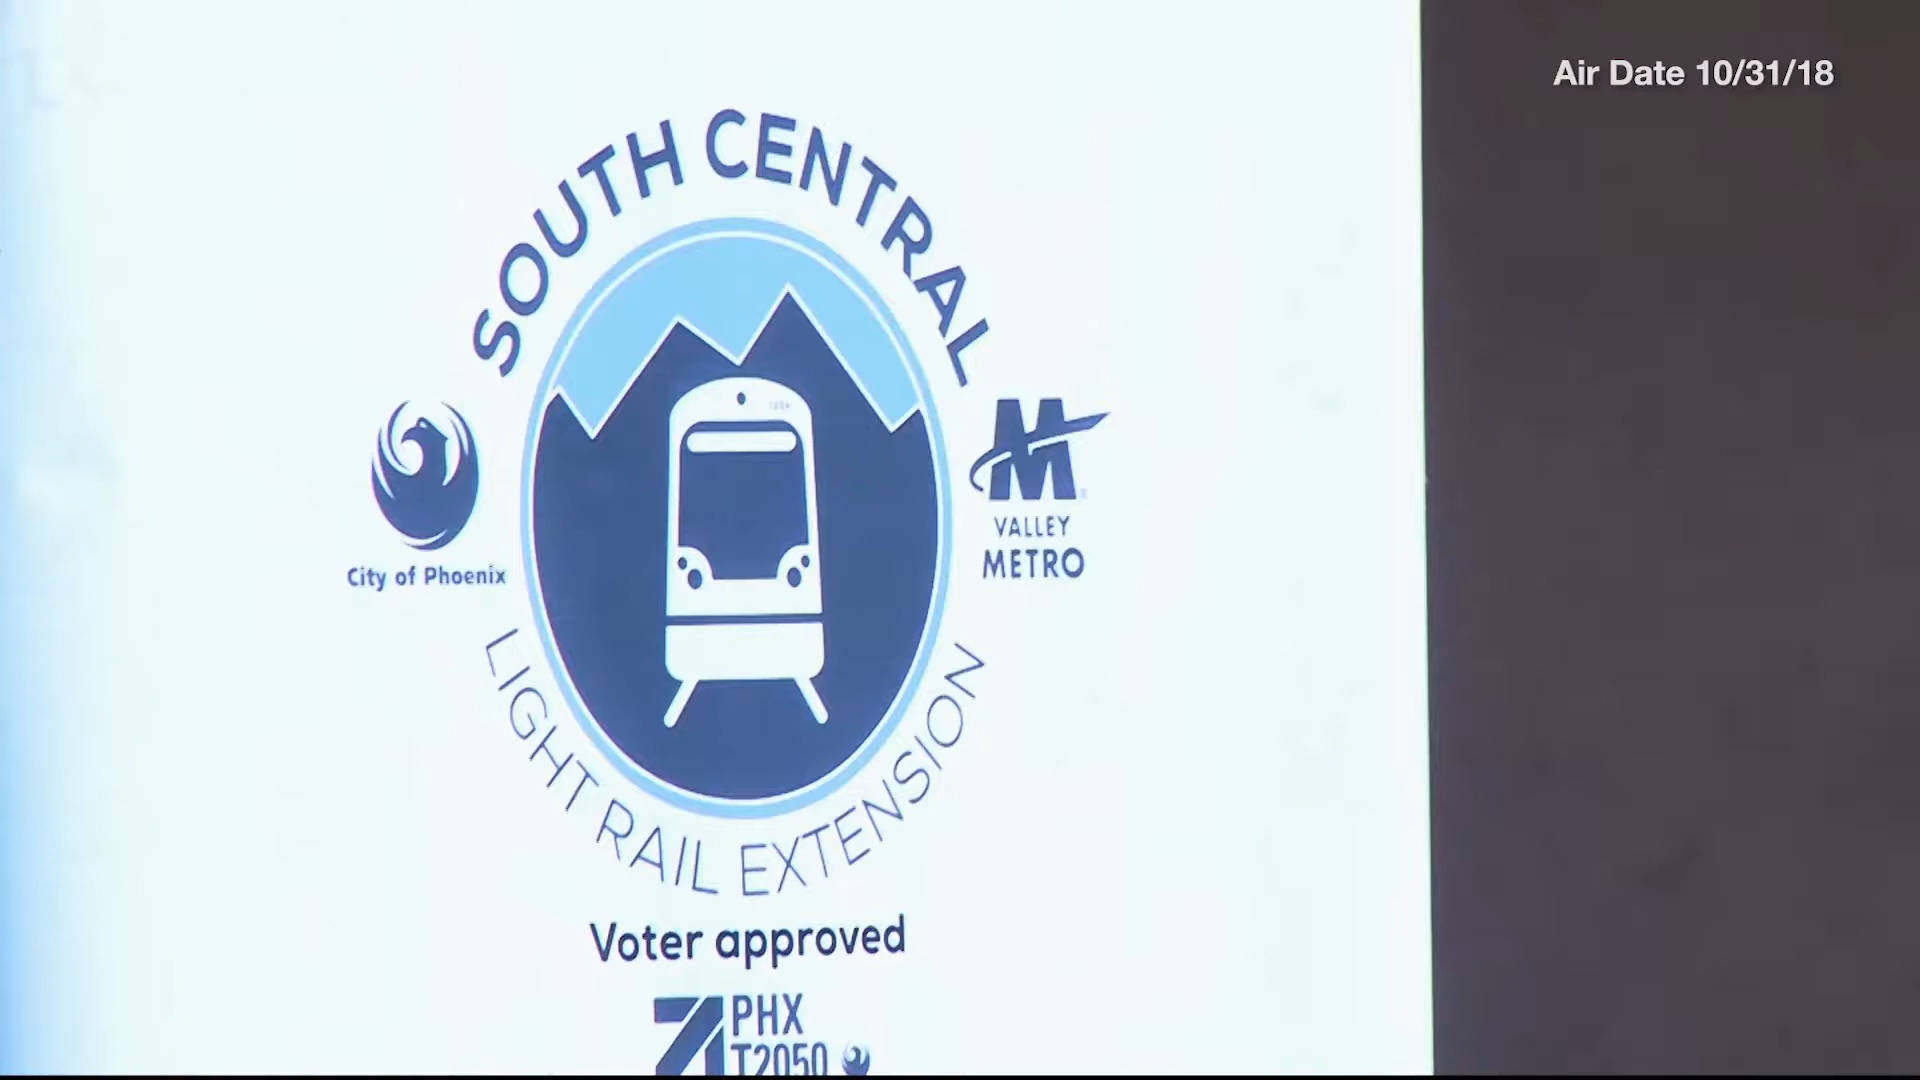 Air Date 10/31/18
SOUTH CENTRAL
City of Phoenix
VALLEY
METRO
LIGHT RAIL EXTENSION
Voter approved
PHX
T2050